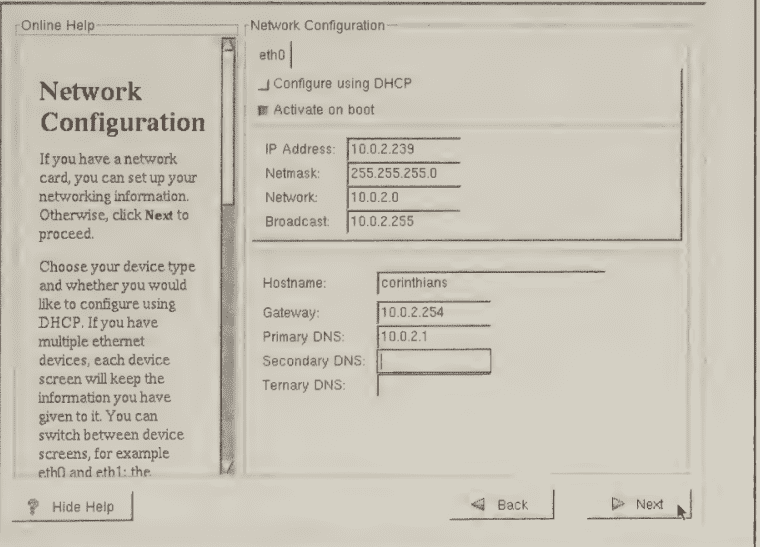 Online Help
Network
Configuration
If you have a network
card, you can set up your
networking information.
Otherwise, click Next to
proceed.
Choose your device type
and whether you would
like to configure using
DHCP. If you have
multiple ethernet
devices, each device
screen will keep the
information you have
given to it. You can
switch between device
screens, for example
eth0 and eth1; the
Network Configuration
eth0
Configure using DHCP
Activate on boot
IP Address: 10.0.2.239
Netmask: 255.255.255.0
Network: 10.0.2.0
Broadcast: 10.0.2.255
Hostname: corinthians
Gateway: 10.0.2.254
Primary DNS: 10.0.2.1
Secondary DNS:
Ternary DNS:
Hide Help
Back
Next